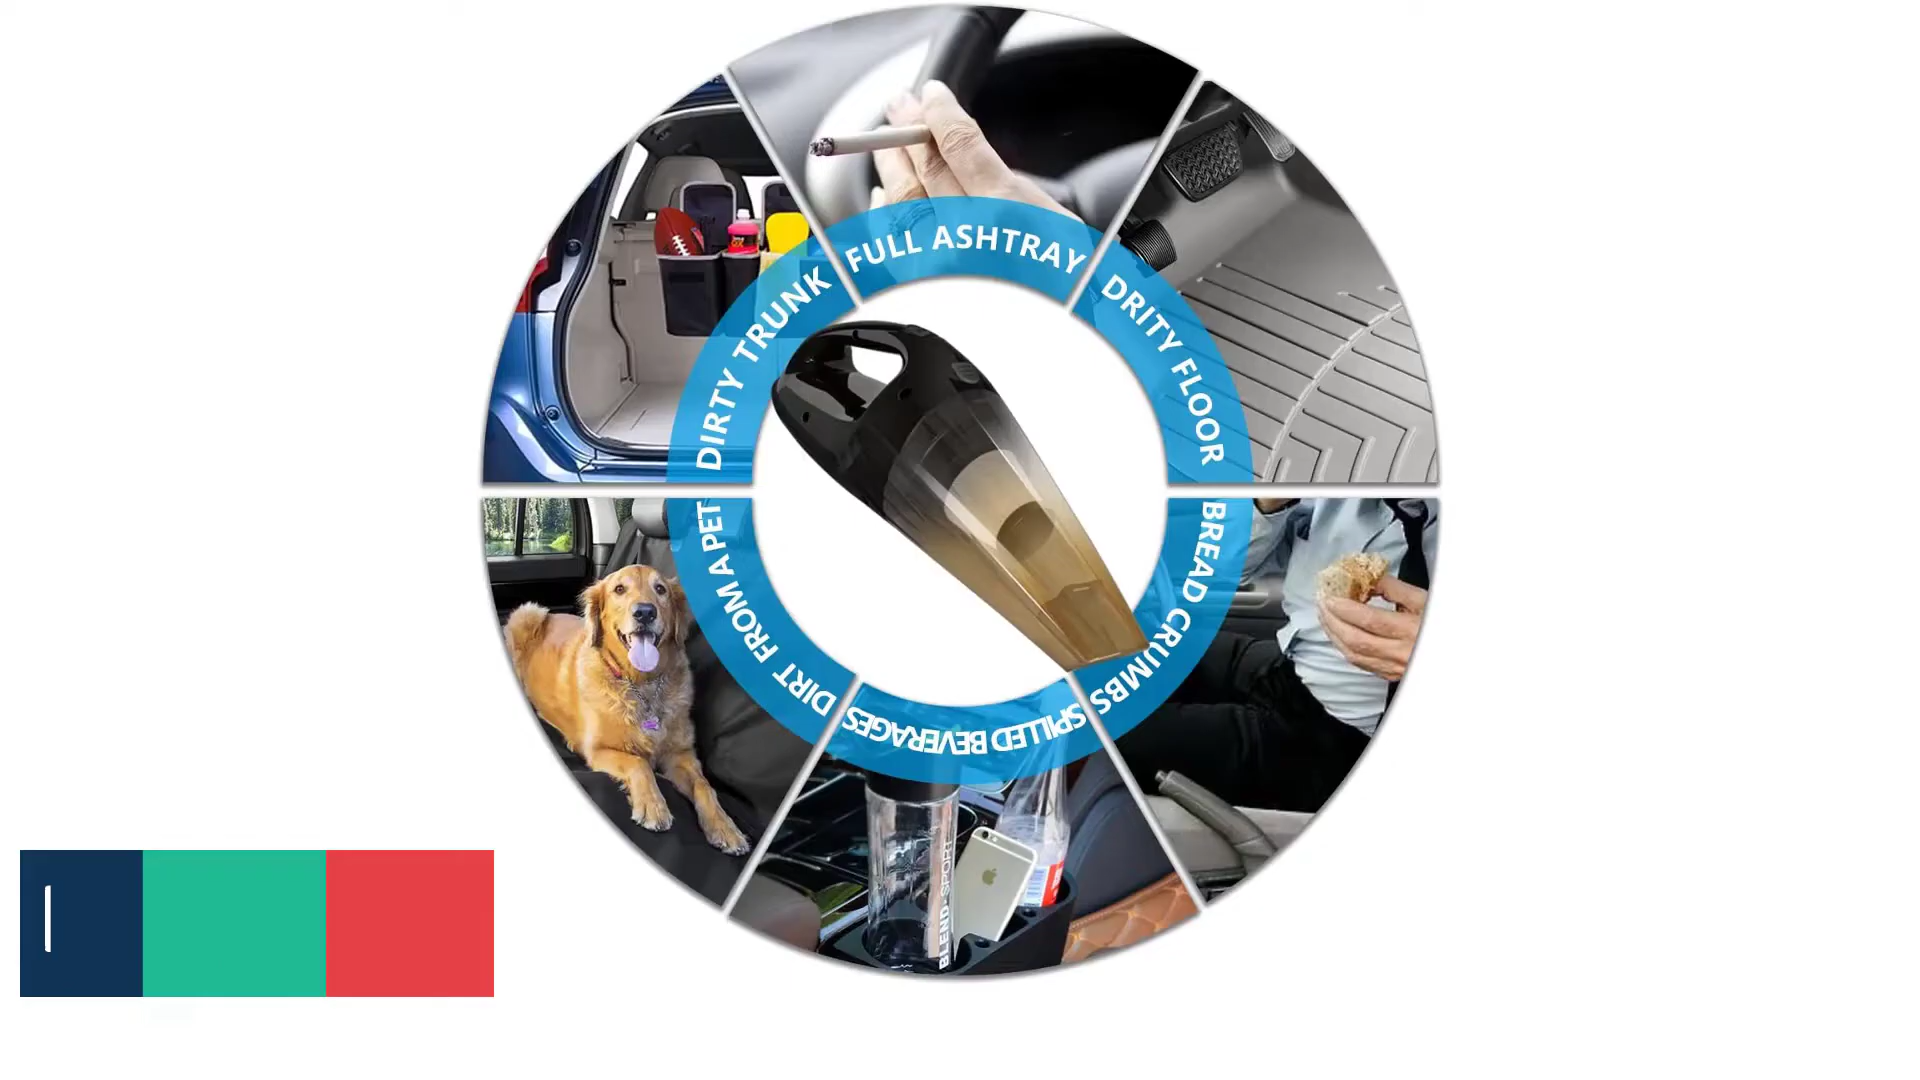 FULL ASHTRAY
DRITY FLOOR
BREAD CRUMBS
SPILLED BEVERAGES
DIRT FROM A PET
DIRTY TRUNK
BLEND-SPORT